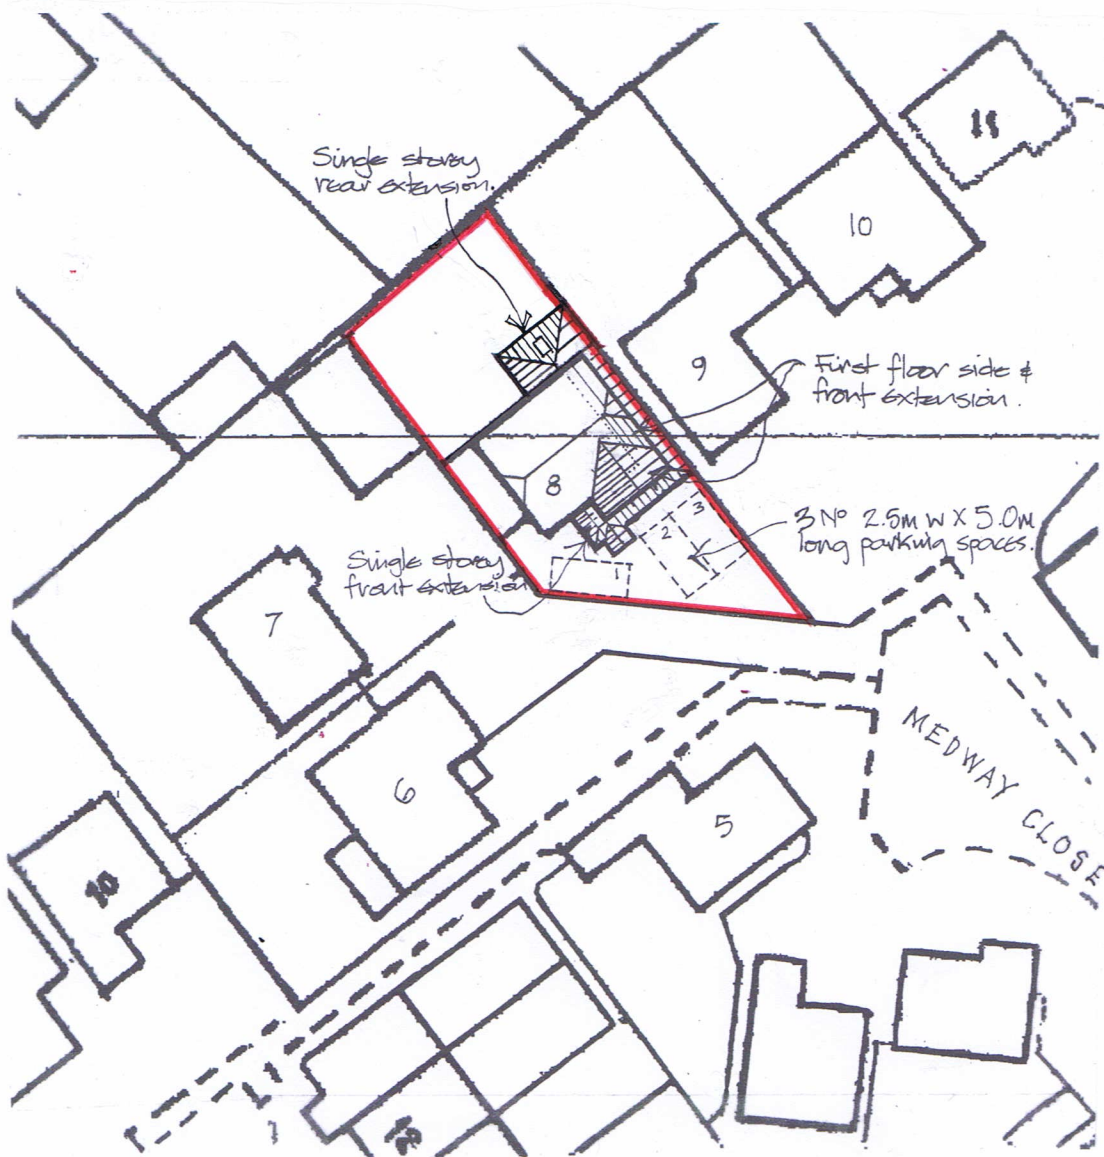 11
Single storey
rear extension.
10
9
First floor side &
front extension.
8
3
2
3 No 2.5m w X 5.0m
long parking spaces.
Single storey
front extension
1
7
MEDWAY CLOSE
6
5